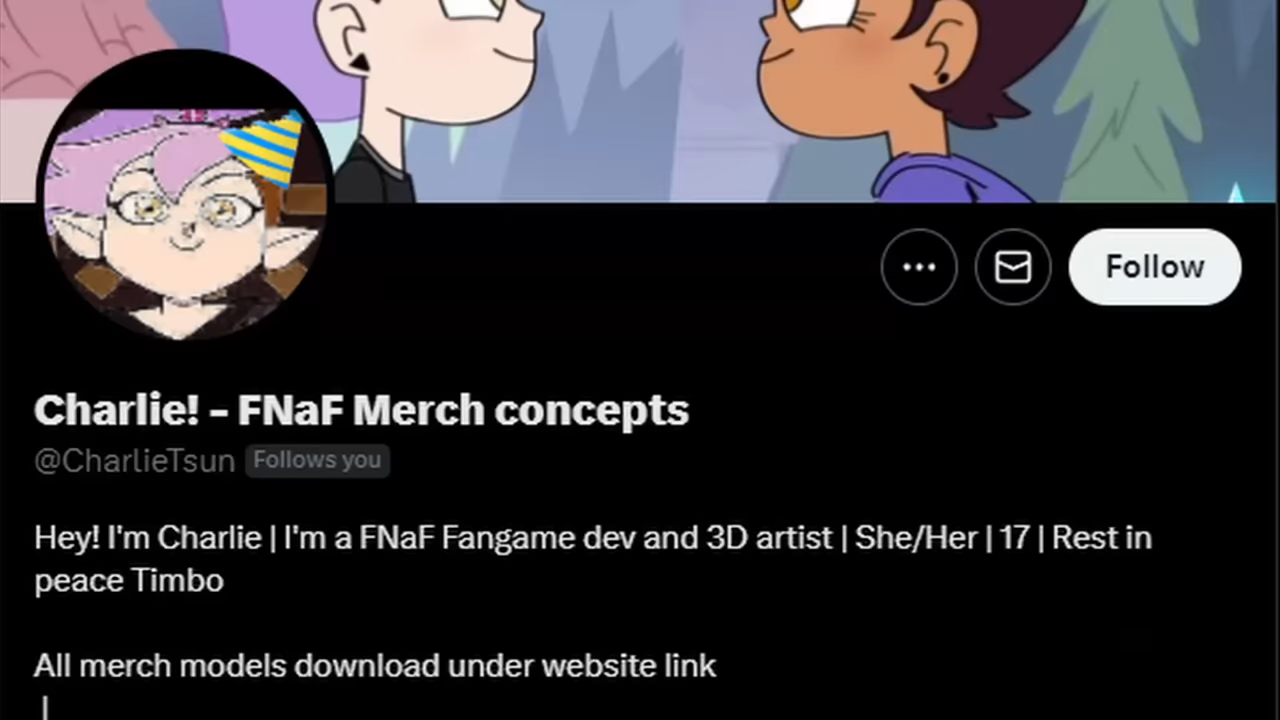 Follow
Charlie! - FNaF Merch concepts
@CharlieTsun Follows you
Hey! I'm Charlie | I'm a FNaF Fangame dev and 3D artist | She/Her | 17 | Rest in
peace Timbo
All merch models download under website link
|